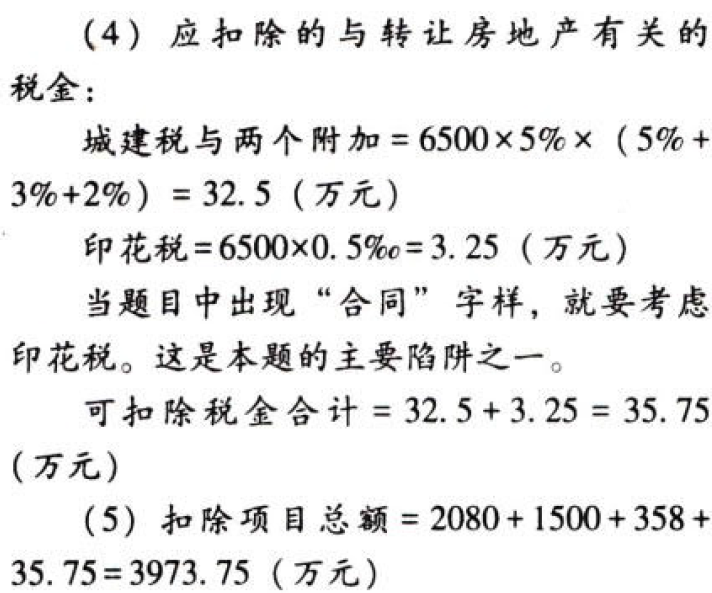 (4) 应扣除的与转让房地产有关的
税金:
城建税与两个附加=6500×5%×(5%+
3%+2%)=32.5(万元)
印花税=6500×0.5‰=3.25(万元)
当题目中出现“合同”字样，就要考虑
印花税。这是本题的主要陷阱之一。
可扣除税金合计=32.5+3.25=35.75
(万元)
(5) 扣除项目总额=2080+1500+358+
35.75=3973.75(万元)